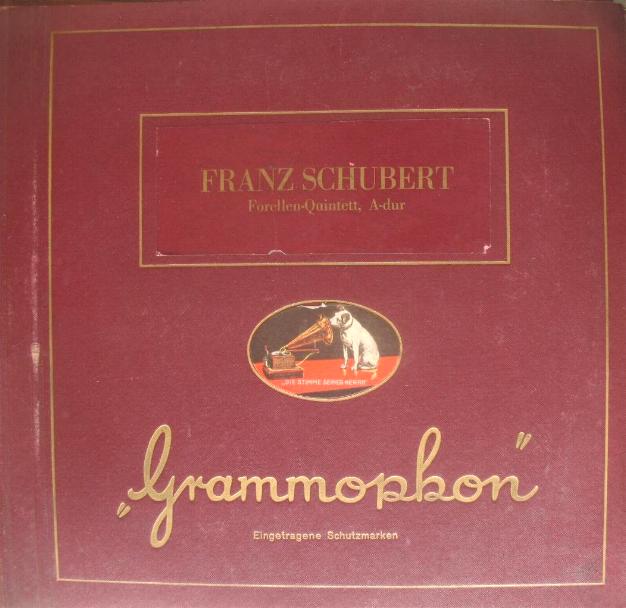 FRANZ SCHUBERT
Forellen-Quintett, A-dur
„DIE STIMME SEINES HERRN"
„Grammophon"
Eingetragene Schutzmarken